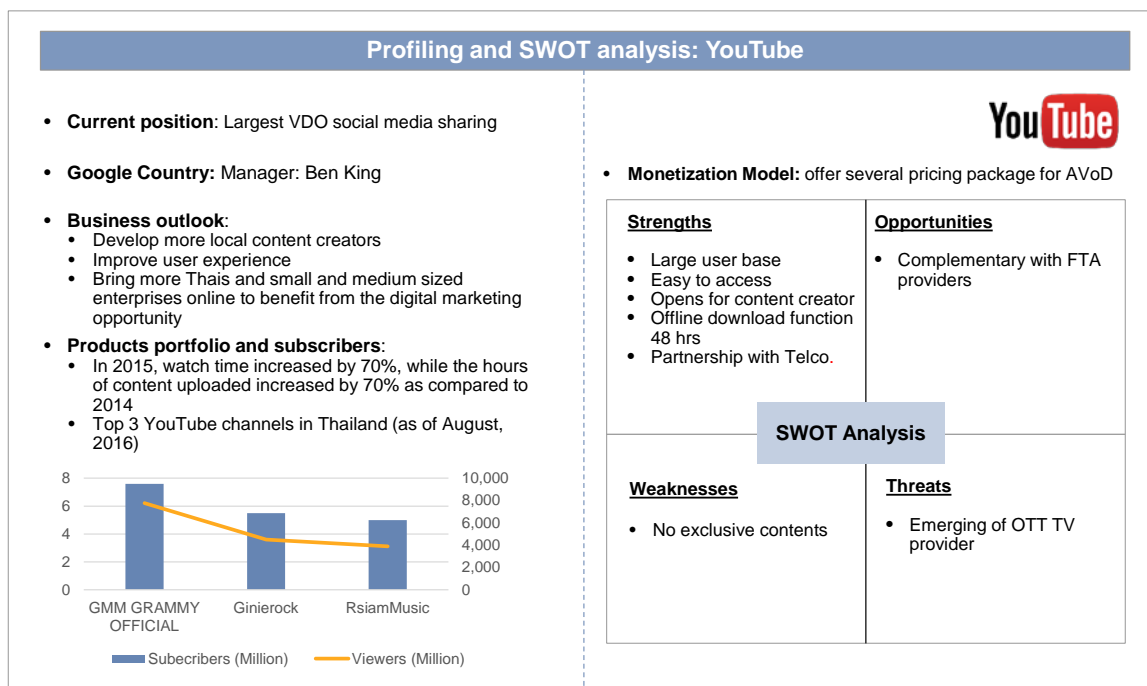 Profiling and SWOT analysis: YouTube
• Current position: Largest VDO social media sharing
• Google Country: Manager: Ben King
• Business outlook:
• Develop more local content creators
• Improve user experience
• Bring more Thais and small and medium sized
enterprises online to benefit from the digital marketing
opportunity
• Products portfolio and subscribers:
• In 2015, watch time increased by 70%, while the hours
of content uploaded increased by 70% as compared to
2014
• Top 3 YouTube channels in Thailand (as of August,
2016)
8
6
4
2
0
10,000
8,000
6,000
4,000
2,000
0
GMM GRAMMY
OFFICIAL
Ginierock
RsiamMusic
Subecribers (Million)
Viewers (Million)
YouTube
• Monetization Model: offer several pricing package for AVoD
Strengths
• Large user base
• Easy to access
• Opens for content creator
• Offline download function
48 hrs
• Partnership with Telco.
Opportunities
• Complementary with FTA
providers
SWOT Analysis
Weaknesses
• No exclusive contents
Threats
• Emerging of OTT TV
provider